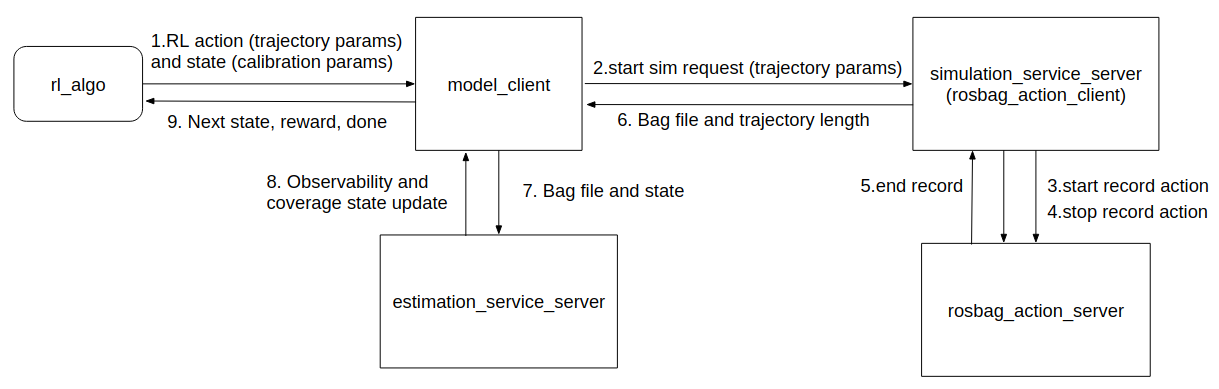 1.RL action (trajectory params)
and state (calibration params)
rl_algo
9. Next state, reward, done
model_client
2.start sim request (trajectory params)
6. Bag file and trajectory length
simulation_service_server
(rosbag_action_client)
8. Observability and
coverage state update
7. Bag file and state
5.end record
3.start record action
4.stop record action
estimation_service_server
rosbag_action_server